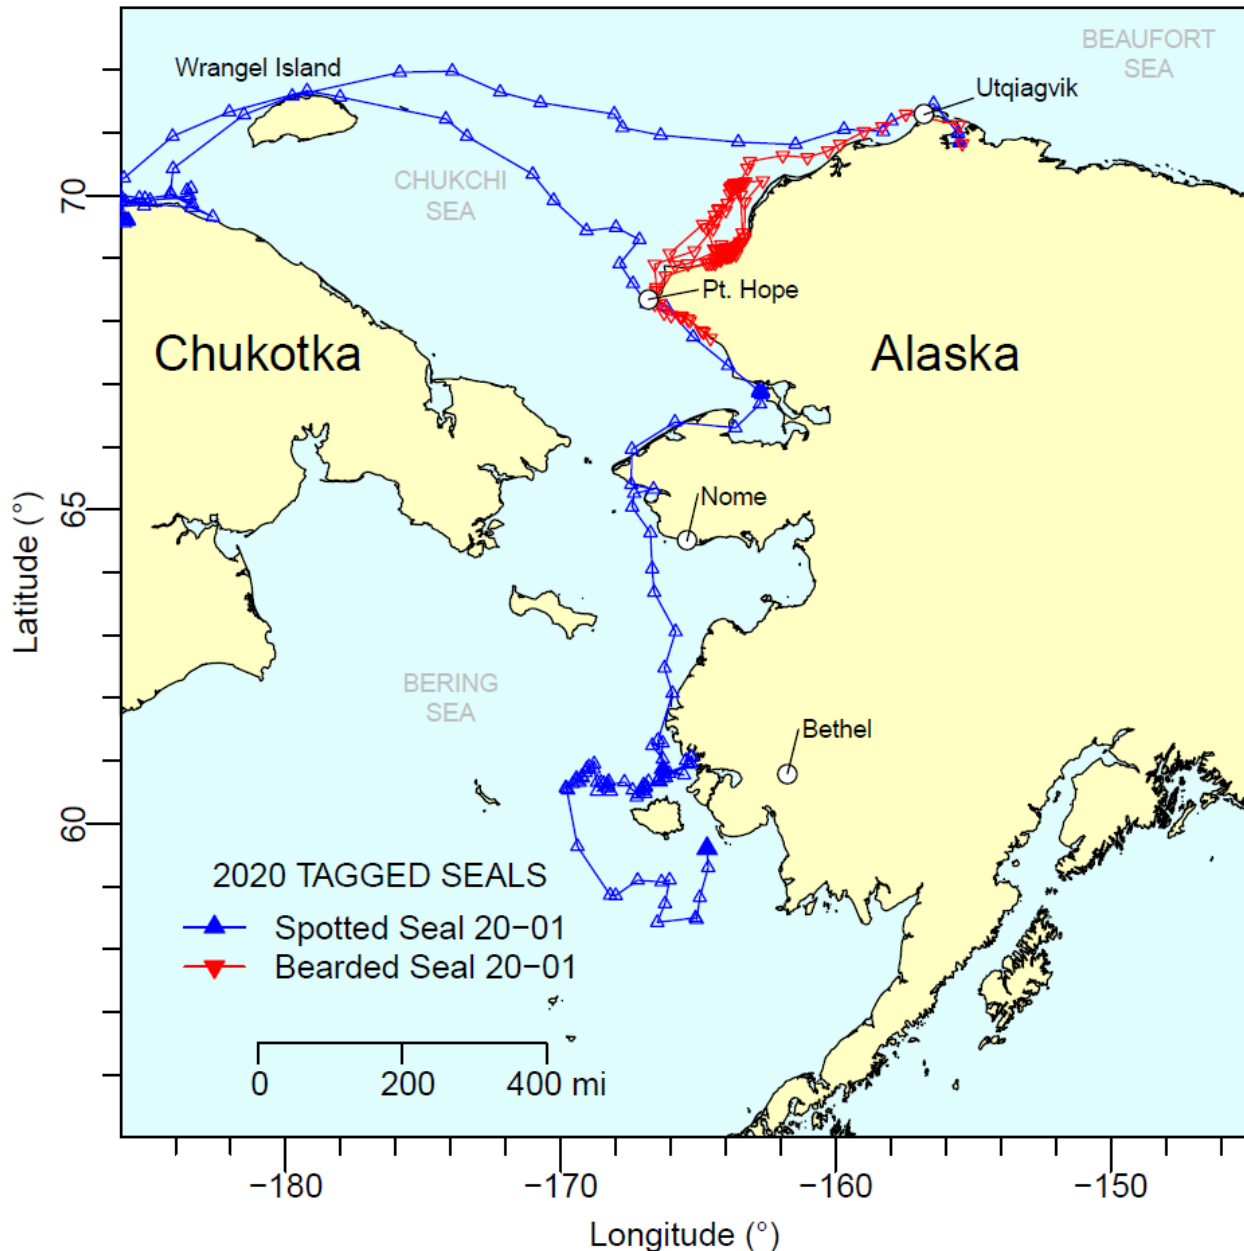 BEAUFORT
SEA
Wrangel Island
Utqiagvik
CHUKCHI
SEA
Pt. Hope
Chukotka
Alaska
Nome
BERING
SEA
Bethel
2020 TAGGED SEALS
Spotted Seal 20−01
Bearded Seal 20−01
0 200 400 mi
70
65
60
Latitude (°)
−180 −170 −160 −150
Longitude (°)